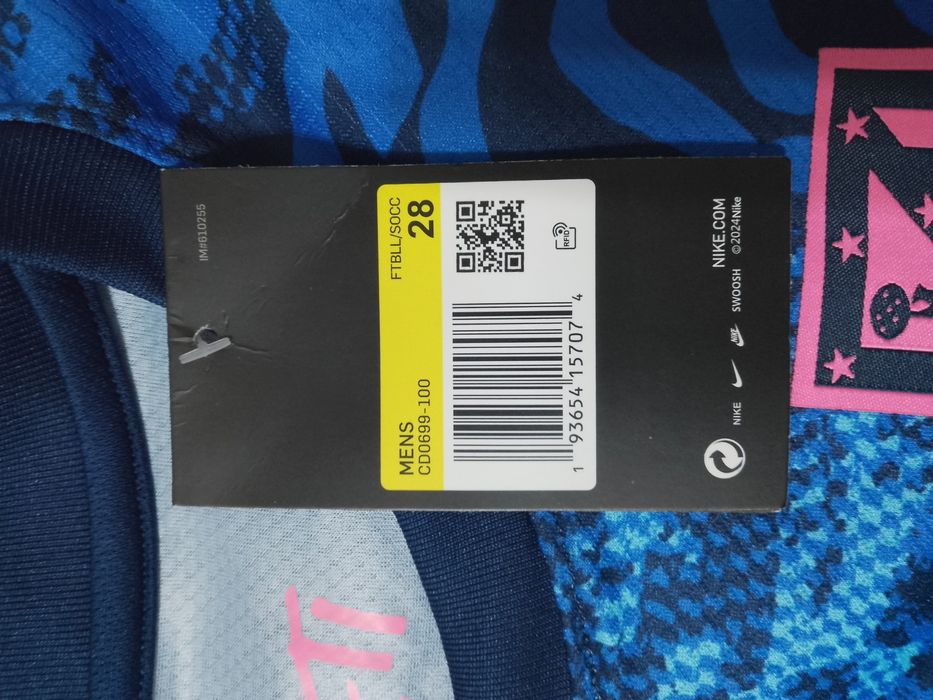 IM#610255
FTBLL/SOCC
28
MENS
CD0699-100
RFID
1 93654 15707 4
NIKE.COM
©2024Nike
NIKE
NIKE
SWOOSH